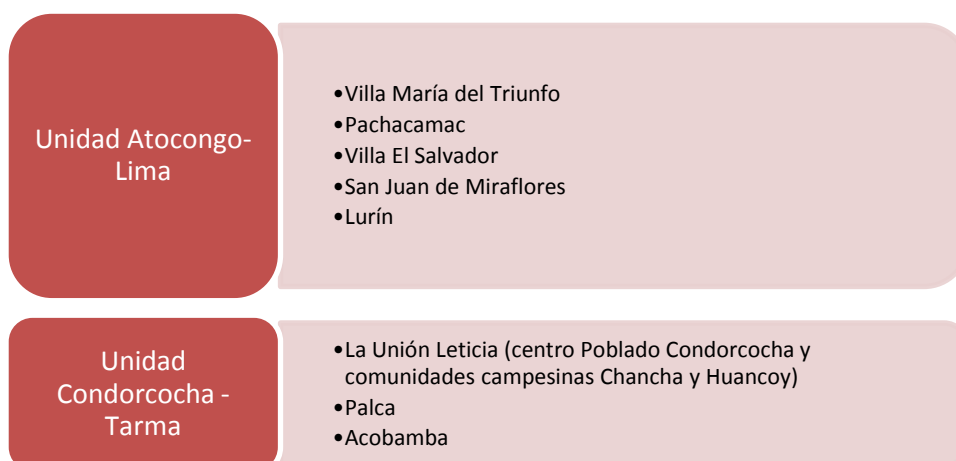 Unidad Atocongo-
Lima
•Villa María del Triunfo
•Pachacamac
•Villa El Salvador
•San Juan de Miraflores
•Lurín
Unidad
Condorcocha -
Tarma
•La Unión Leticia (centro Poblado Condorcocha y
comunidades campesinas Chancha y Huancoy)
•Palca
•Acobamba